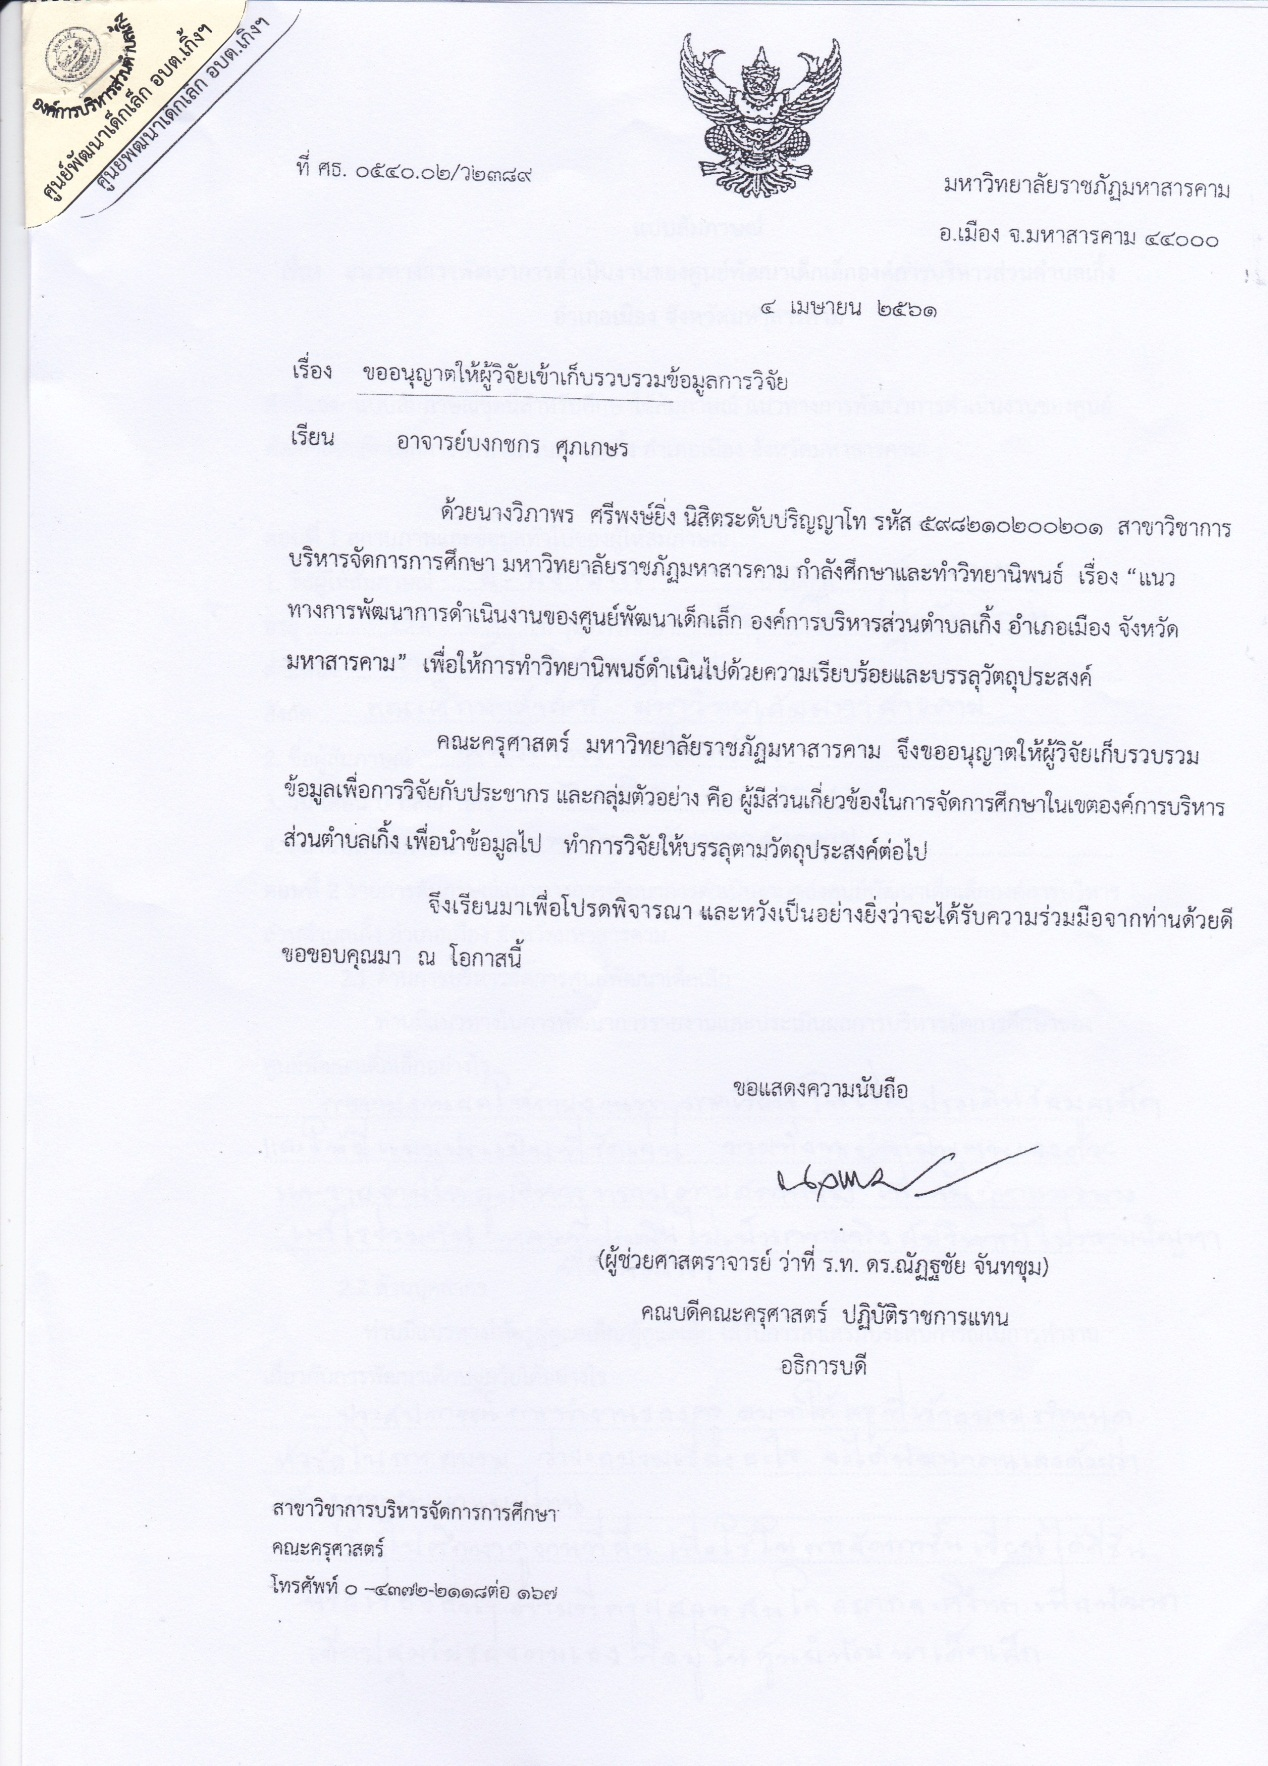 องค์การบริหารส่วนตำบลเกิ้ง
ศูนย์พัฒนาเด็กเล็ก อบต.เกิ้งฯ
ศูนย์พัฒนาเด็กเล็ก อบต.เกิ้งฯ
ที่ ศธ. ๐๕๔๐.๐๒/ว๒๓๘๙
มหาวิทยาลัยราชภัฏมหาสารคาม
อ.เมือง จ.มหาสารคาม ๔๔๐๐๐
๔ เมษายน ๒๕๖๑
เรื่อง ขออนุญาตให้ผู้วิจัยเข้าเก็บรวบรวมข้อมูลการวิจัย
เรียน อาจารย์บงกชกร ศุภเกษร
ด้วยนางวิภาพร ศรีพงษ์ยิ่ง นิสิตระดับปริญญาโท รหัส ๕๙๘๒๑๐๒๐๐๒๐๑ สาขาวิชาการ
บริหารจัดการการศึกษา มหาวิทยาลัยราชภัฏมหาสารคาม กำลังศึกษาและทำวิทยานิพนธ์ เรื่อง “แนว
ทางการพัฒนาการดำเนินงานของศูนย์พัฒนาเด็กเล็ก องค์การบริหารส่วนตำบลเกิ้ง อำเภอเมือง จังหวัด
มหาสารคาม” เพื่อให้การทำวิทยานิพนธ์ดำเนินไปด้วยความเรียบร้อยและบรรลุวัตถุประสงค์
คณะครุศาสตร์ มหาวิทยาลัยราชภัฏมหาสารคาม จึงขออนุญาตให้ผู้วิจัยเก็บรวบรวม
ข้อมูลเพื่อการวิจัยกับประชากร และกลุ่มตัวอย่าง คือ ผู้มีส่วนเกี่ยวข้องในการจัดการศึกษาในเขตองค์การบริหาร
ส่วนตำบลเกิ้ง เพื่อนำข้อมูลไป ทำการวิจัยให้บรรลุตามวัตถุประสงค์ต่อไป
จึงเรียนมาเพื่อโปรดพิจารณา และหวังเป็นอย่างยิ่งว่าจะได้รับความร่วมมือจากท่านด้วยดี
ขอขอบคุณมา ณ โอกาสนี้
ขอแสดงความนับถือ
(ผู้ช่วยศาสตราจารย์ ว่าที่ ร.ท. ดร.ณัฏฐชัย จันทชุม)
คณบดีคณะครุศาสตร์ ปฏิบัติราชการแทน
อธิการบดี
สาขาวิชาการบริหารจัดการการศึกษา
คณะครุศาสตร์
โทรศัพท์ ๐ –๔๓๗๒-๒๑๑๘ต่อ ๑๖๗